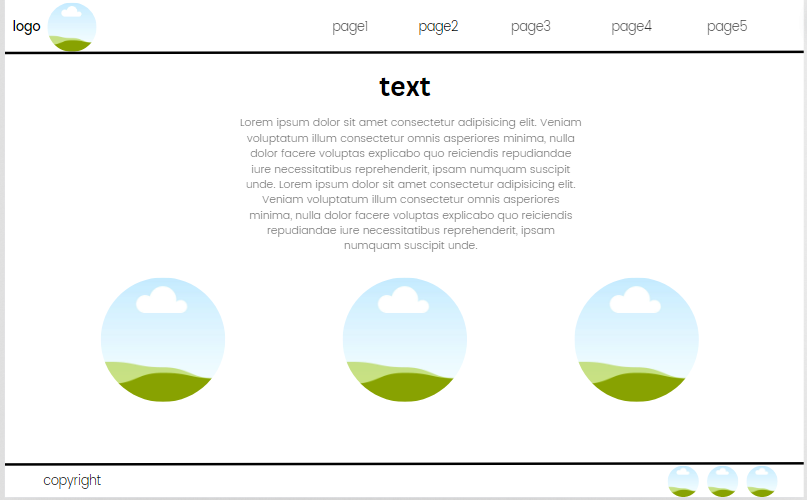 logo
page1 page2 page3 page4 page5
text
Lorem ipsum dolor sit amet consectetur adipisicing elit. Veniam
voluptatum illum consectetur omnis asperiores minima, nulla
dolor facere voluptas explicabo quo reiciendis repudiandae
iure necessitatibus reprehenderit, ipsam numquam suscipit
unde. Lorem ipsum dolor sit amet consectetur adipisicing elit.
Veniam voluptatum illum consectetur omnis asperiores
minima, nulla dolor facere voluptas explicabo quo reiciendis
repudiandae iure necessitatibus reprehenderit, ipsam
numquam suscipit unde.
copyright